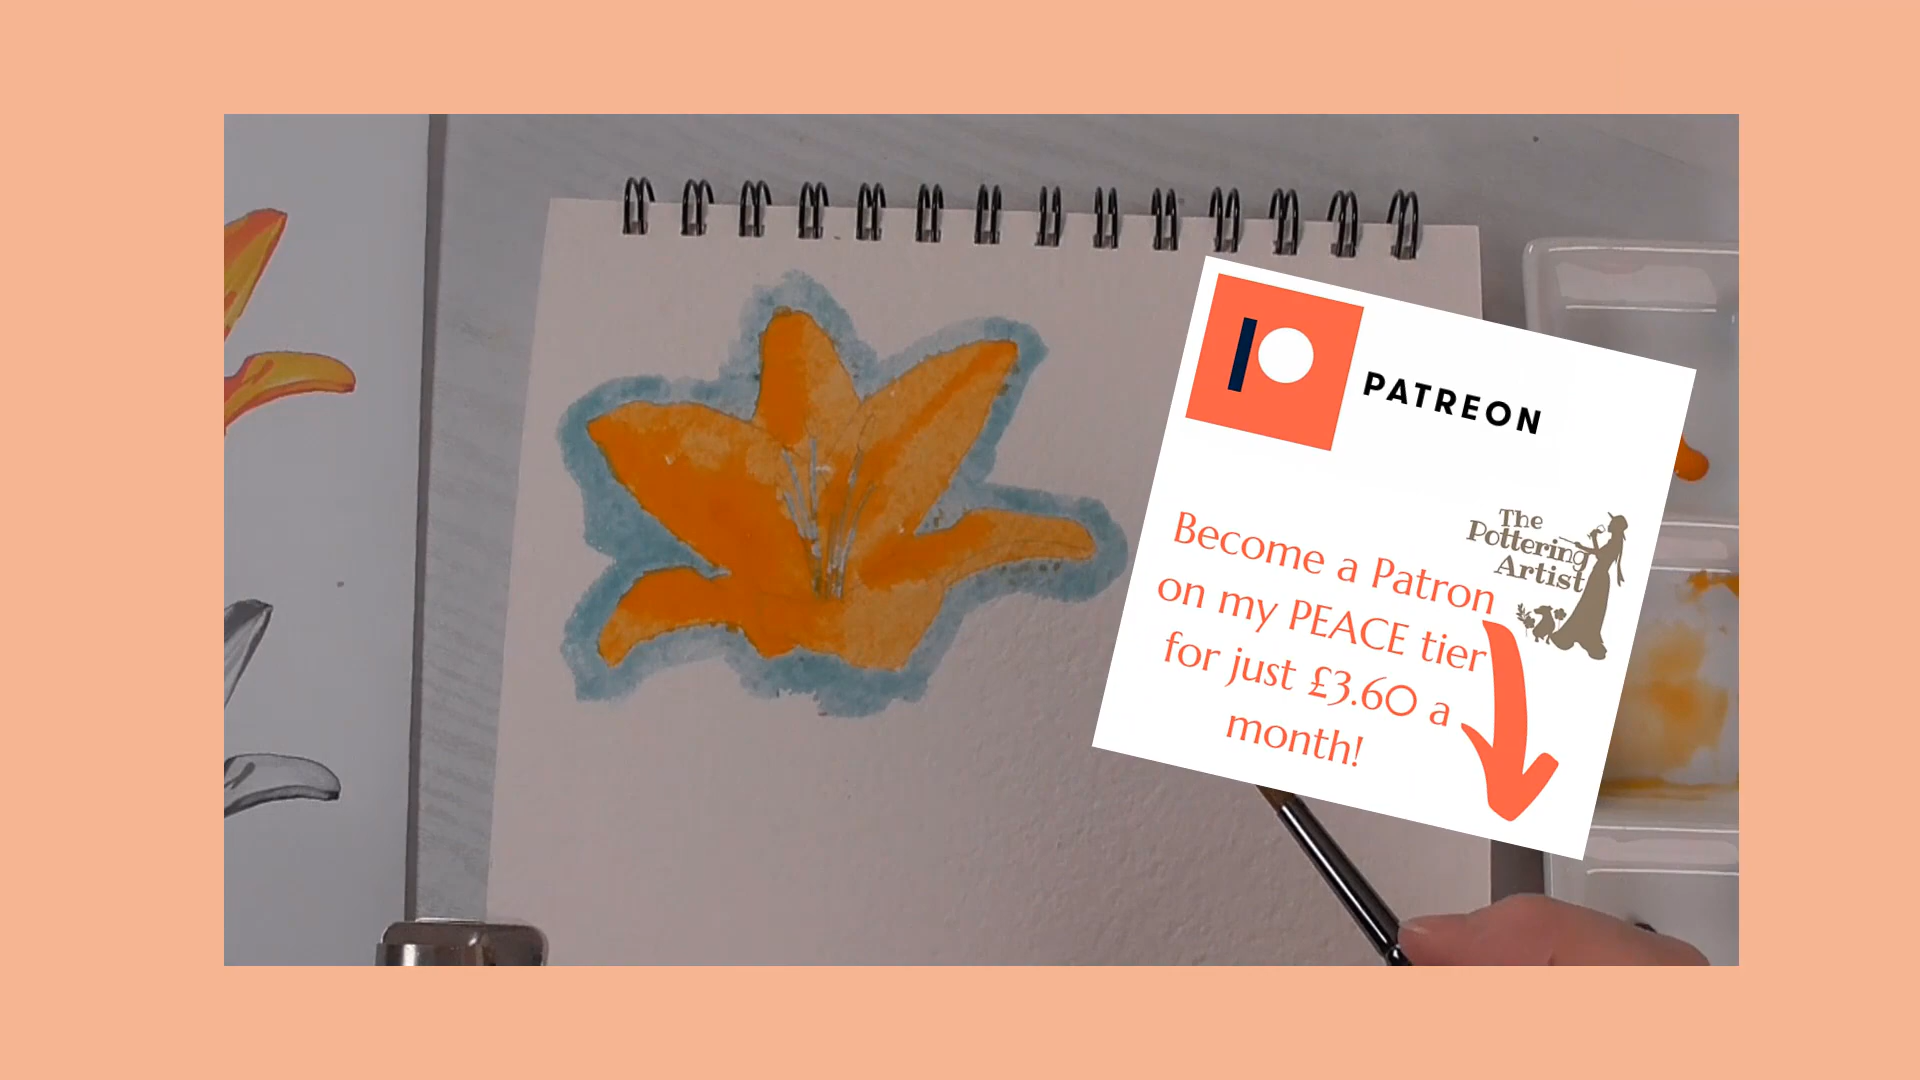 PATREON
The
Pottering
Artist
Become a Patron
on my PEACE tier
for just £3.60 a
month!